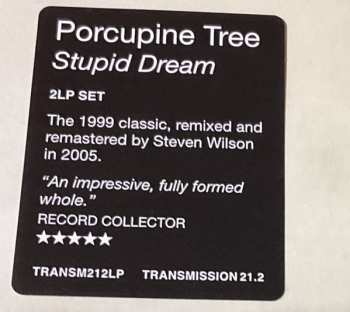 Porcupine Tree
Stupid Dream
2LP SET
The 1999 classic, remixed and
remastered by Steven Wilson
in 2005.
“An impressive, fully formed
whole.”
RECORD COLLECTOR
★★★★★
TRANSM212LP TRANSMISSION 21.2